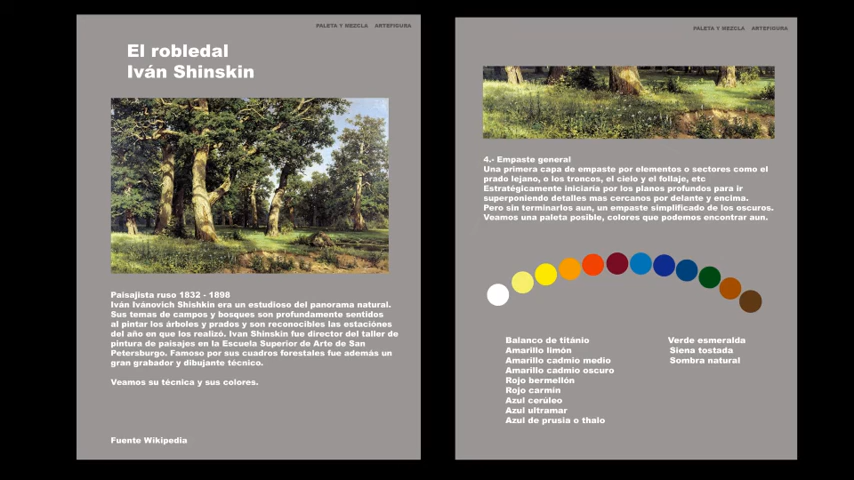 PALETA Y MEZCLA   ARTEFIGURA
El robledal
Iván Shinskin
Paisajista ruso 1832 - 1898
Iván Ivánovich Shishkin era un estudioso del panorama natural.
Sus temas de campos y bosques son profundamente sentidos
al pintar los árboles y prados y son reconocibles las estaciónes
del año en que los realizó. Ivan Shinskin fue director del taller de
pintura de paisajes en la Escuela Superior de Arte de San
Petersburgo. Famoso por sus cuadros forestales fue además un
gran grabador y dibujante técnico.
Veamos su técnica y sus colores.
Fuente Wikipedia
PALETA Y MEZCLA   ARTEFIGURA
4.- Empaste general
Una primera capa de empaste por elementos o sectores como el
prado lejano, o los troncos, el cielo y el follaje, etc
Estratégicamente iniciaría por los planos profundos para ir
superponiendo detalles mas cercanos por delante y encima.
Pero sin terminarlos aun, un empaste simplificado de los oscuros.
Veamos una paleta posible, colores que podemos encontrar aun.
Balanco de titánio
Amarillo limón
Amarillo cadmio medio
Amarillo cadmio oscuro
Rojo bermellón
Rojo carmín
Azul cerúleo
Azul ultramar
Azul de prusia o thalo
Verde esmeralda
Siena tostada
Sombra natural